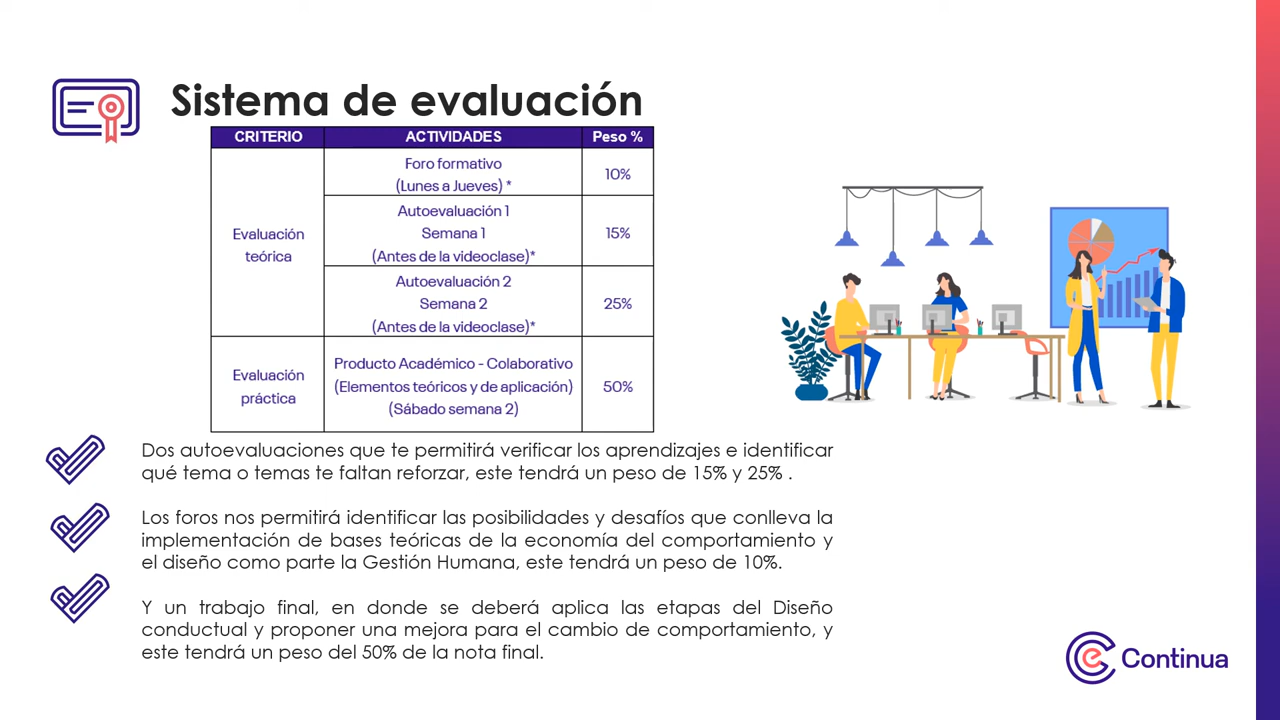 Sistema de evaluación
CRITERIO ACTIVIDADES Peso %
Evaluación teórica
Foro formativo
(Lunes a Jueves) *
10%
Autoevaluación 1
Semana 1
(Antes de la videoclase)*
15%
Autoevaluación 2
Semana 2
(Antes de la videoclase)*
25%
Evaluación
práctica
Producto Académico - Colaborativo
(Elementos teóricos y de aplicación)
(Sábado semana 2)
50%
Dos autoevaluaciones que te permitirá verificar los aprendizajes e identificar
qué tema o temas te faltan reforzar, este tendrá un peso de 15% y 25% .
Los foros nos permitirá identificar las posibilidades y desafíos que conlleva la
implementación de bases teóricas de la economía del comportamiento y
el diseño como parte la Gestión Humana, este tendrá un peso de 10%.
Y un trabajo final, en donde se deberá aplica las etapas del Diseño
conductual y proponer una mejora para el cambio de comportamiento, y
este tendrá un peso del 50% de la nota final.
Continua